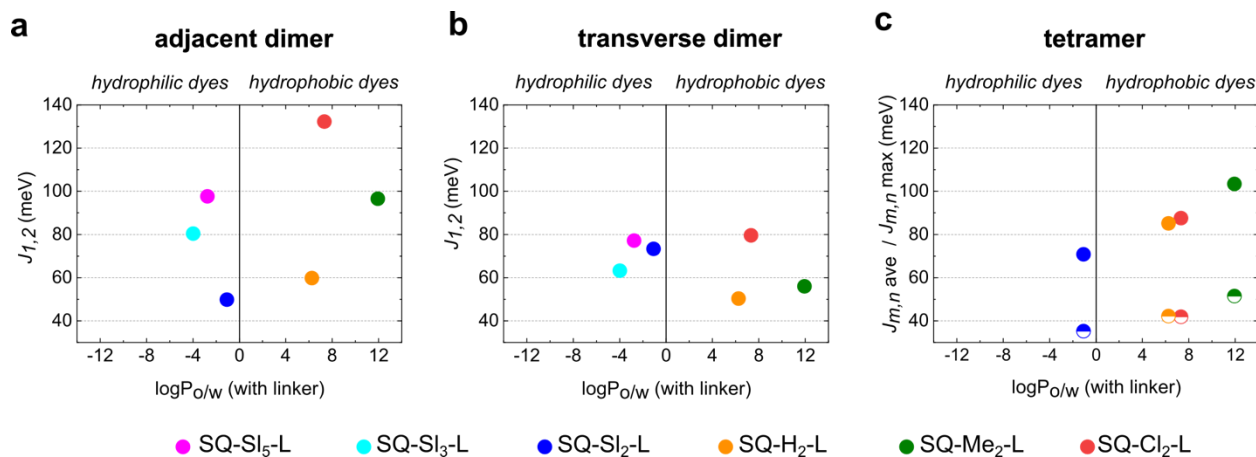 a
adjacent dimer
hydrophilic dyes
hydrophobic dyes
140
120
100
80
60
40
J1,2 (meV)
-12 -8 -4 0 4 8 12
logPo/w (with linker)
b
transverse dimer
hydrophilic dyes
hydrophobic dyes
140
120
100
80
60
40
J1,2 (meV)
-12 -8 -4 0 4 8 12
logPo/w (with linker)
c
tetramer
hydrophilic dyes
hydrophobic dyes
140
120
100
80
60
40
Jm,n ave / Jm,n max (meV)
-12 -8 -4 0 4 8 12
logPo/w (with linker)
SQ-SI5-L SQ-SI3-L SQ-SI2-L SQ-H2-L SQ-Me2-L SQ-Cl2-L